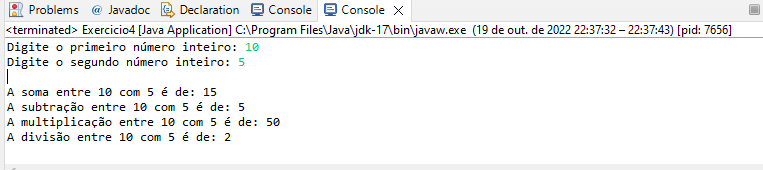 Problems @ Javadoc Declaration Console Console
<terminated> Exercicio4 [Java Application] C:\Program Files\Java\jdk-17\bin\javaw.exe (19 de out. de 2022 22:37:32 – 22:37:43) [pid: 7656]
Digite o primeiro número inteiro: 10
Digite o segundo número inteiro: 5
A soma entre 10 com 5 é de: 15
A subtração entre 10 com 5 é de: 5
A multiplicação entre 10 com 5 é de: 50
A divisão entre 10 com 5 é de: 2